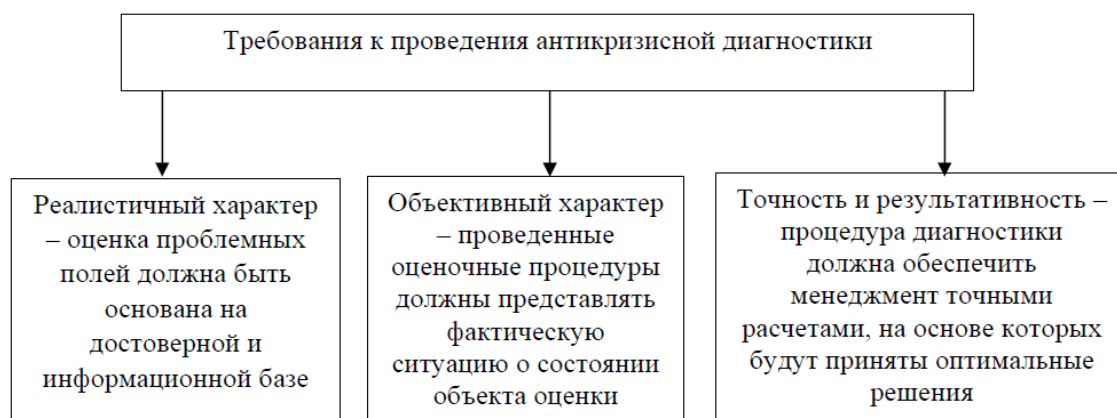 Требования к проведения антикризисной диагностики
Реалистичный характер
– оценка проблемных
полей должна быть
основана на
достоверной и
информационной базе
Объективный характер
– проведенные
оценочные процедуры
должны представлять
фактическую
ситуацию о состоянии
объекта оценки
Точность и результативность –
процедура диагностики
должна обеспечить
менеджмент точными
расчетами, на основе которых
будут приняты оптимальные
решения